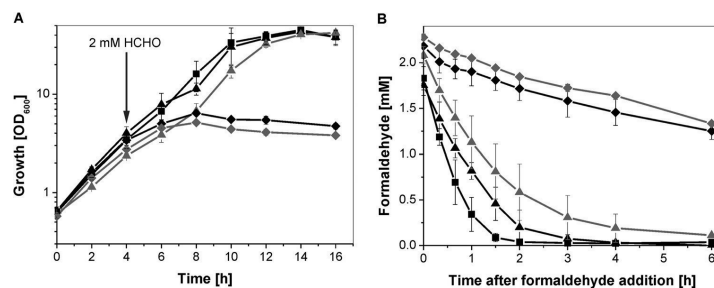 A
2 mM HCHO
Growth [OD600]
10
1
0 2 4 6 8 10 12 14 16
Time [h]
B
Formaldehyde [mM]
2.5
2.0
1.5
1.0
0.5
0.0
0 1 2 3 4 5 6
Time after formaldehyde addition [h]